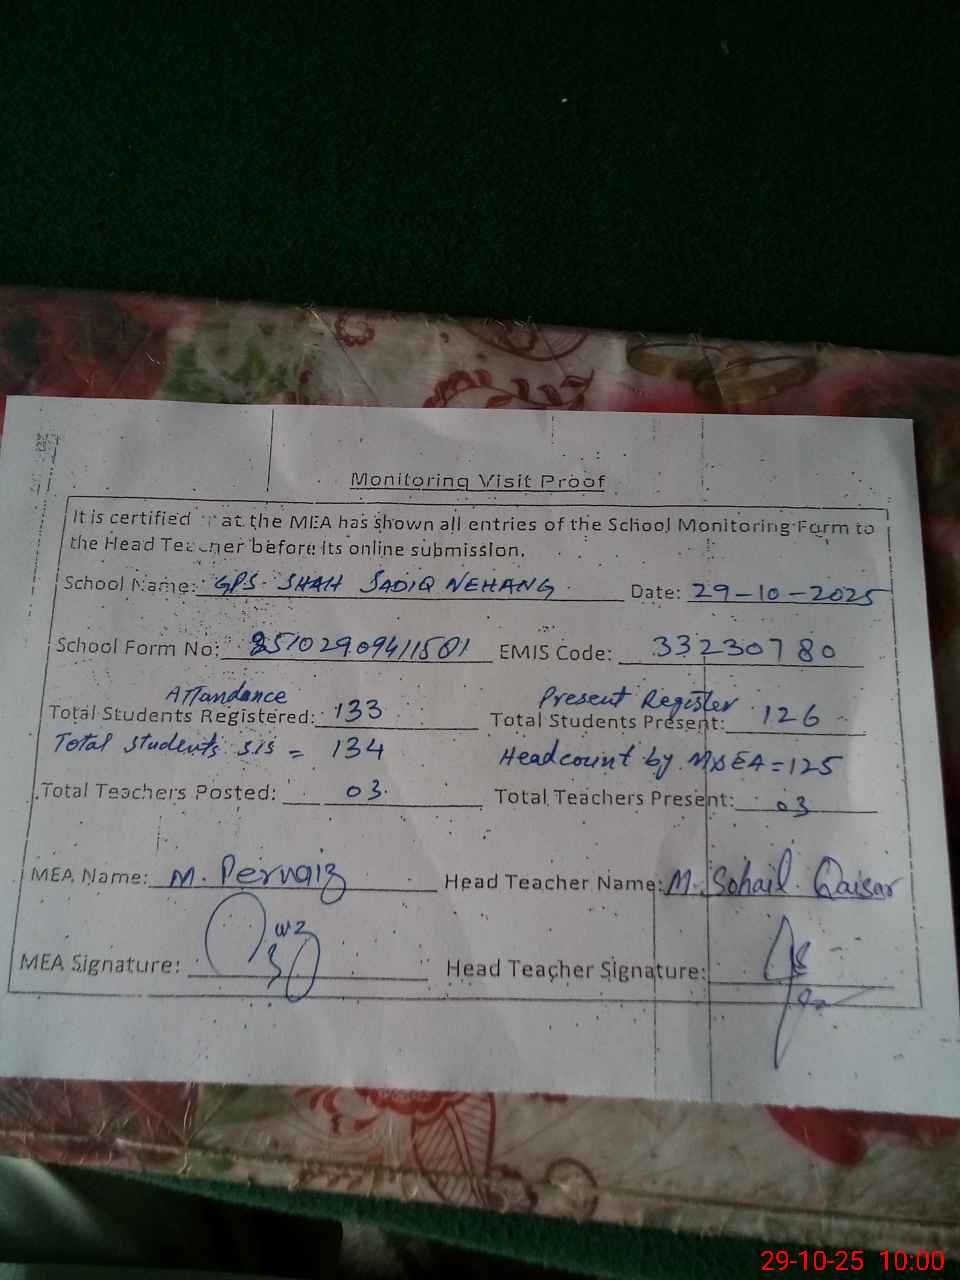 Monitoring Visit Proof
It is certified at the MEA has shown all entries of the School Monitoring Form to
the Head Teacher before its online submission.
School Name: GPS. SHAH SADIQ NEHANG Date: 29-10-2025
School Form No: EMIS Code: 33230780
Attandance Present Register
Total Students Registered: 133 Total Students Present: 126
Total students sis = 134 Headcount by MEA = 125
Total Teachers Posted: 03 Total Teachers Present: 03
MEA Name: M. Pervaiz Head Teacher Name: M. Sohail. Qaisar
MEA Signature: Head Teacher Signature:
29-10-25 10:00